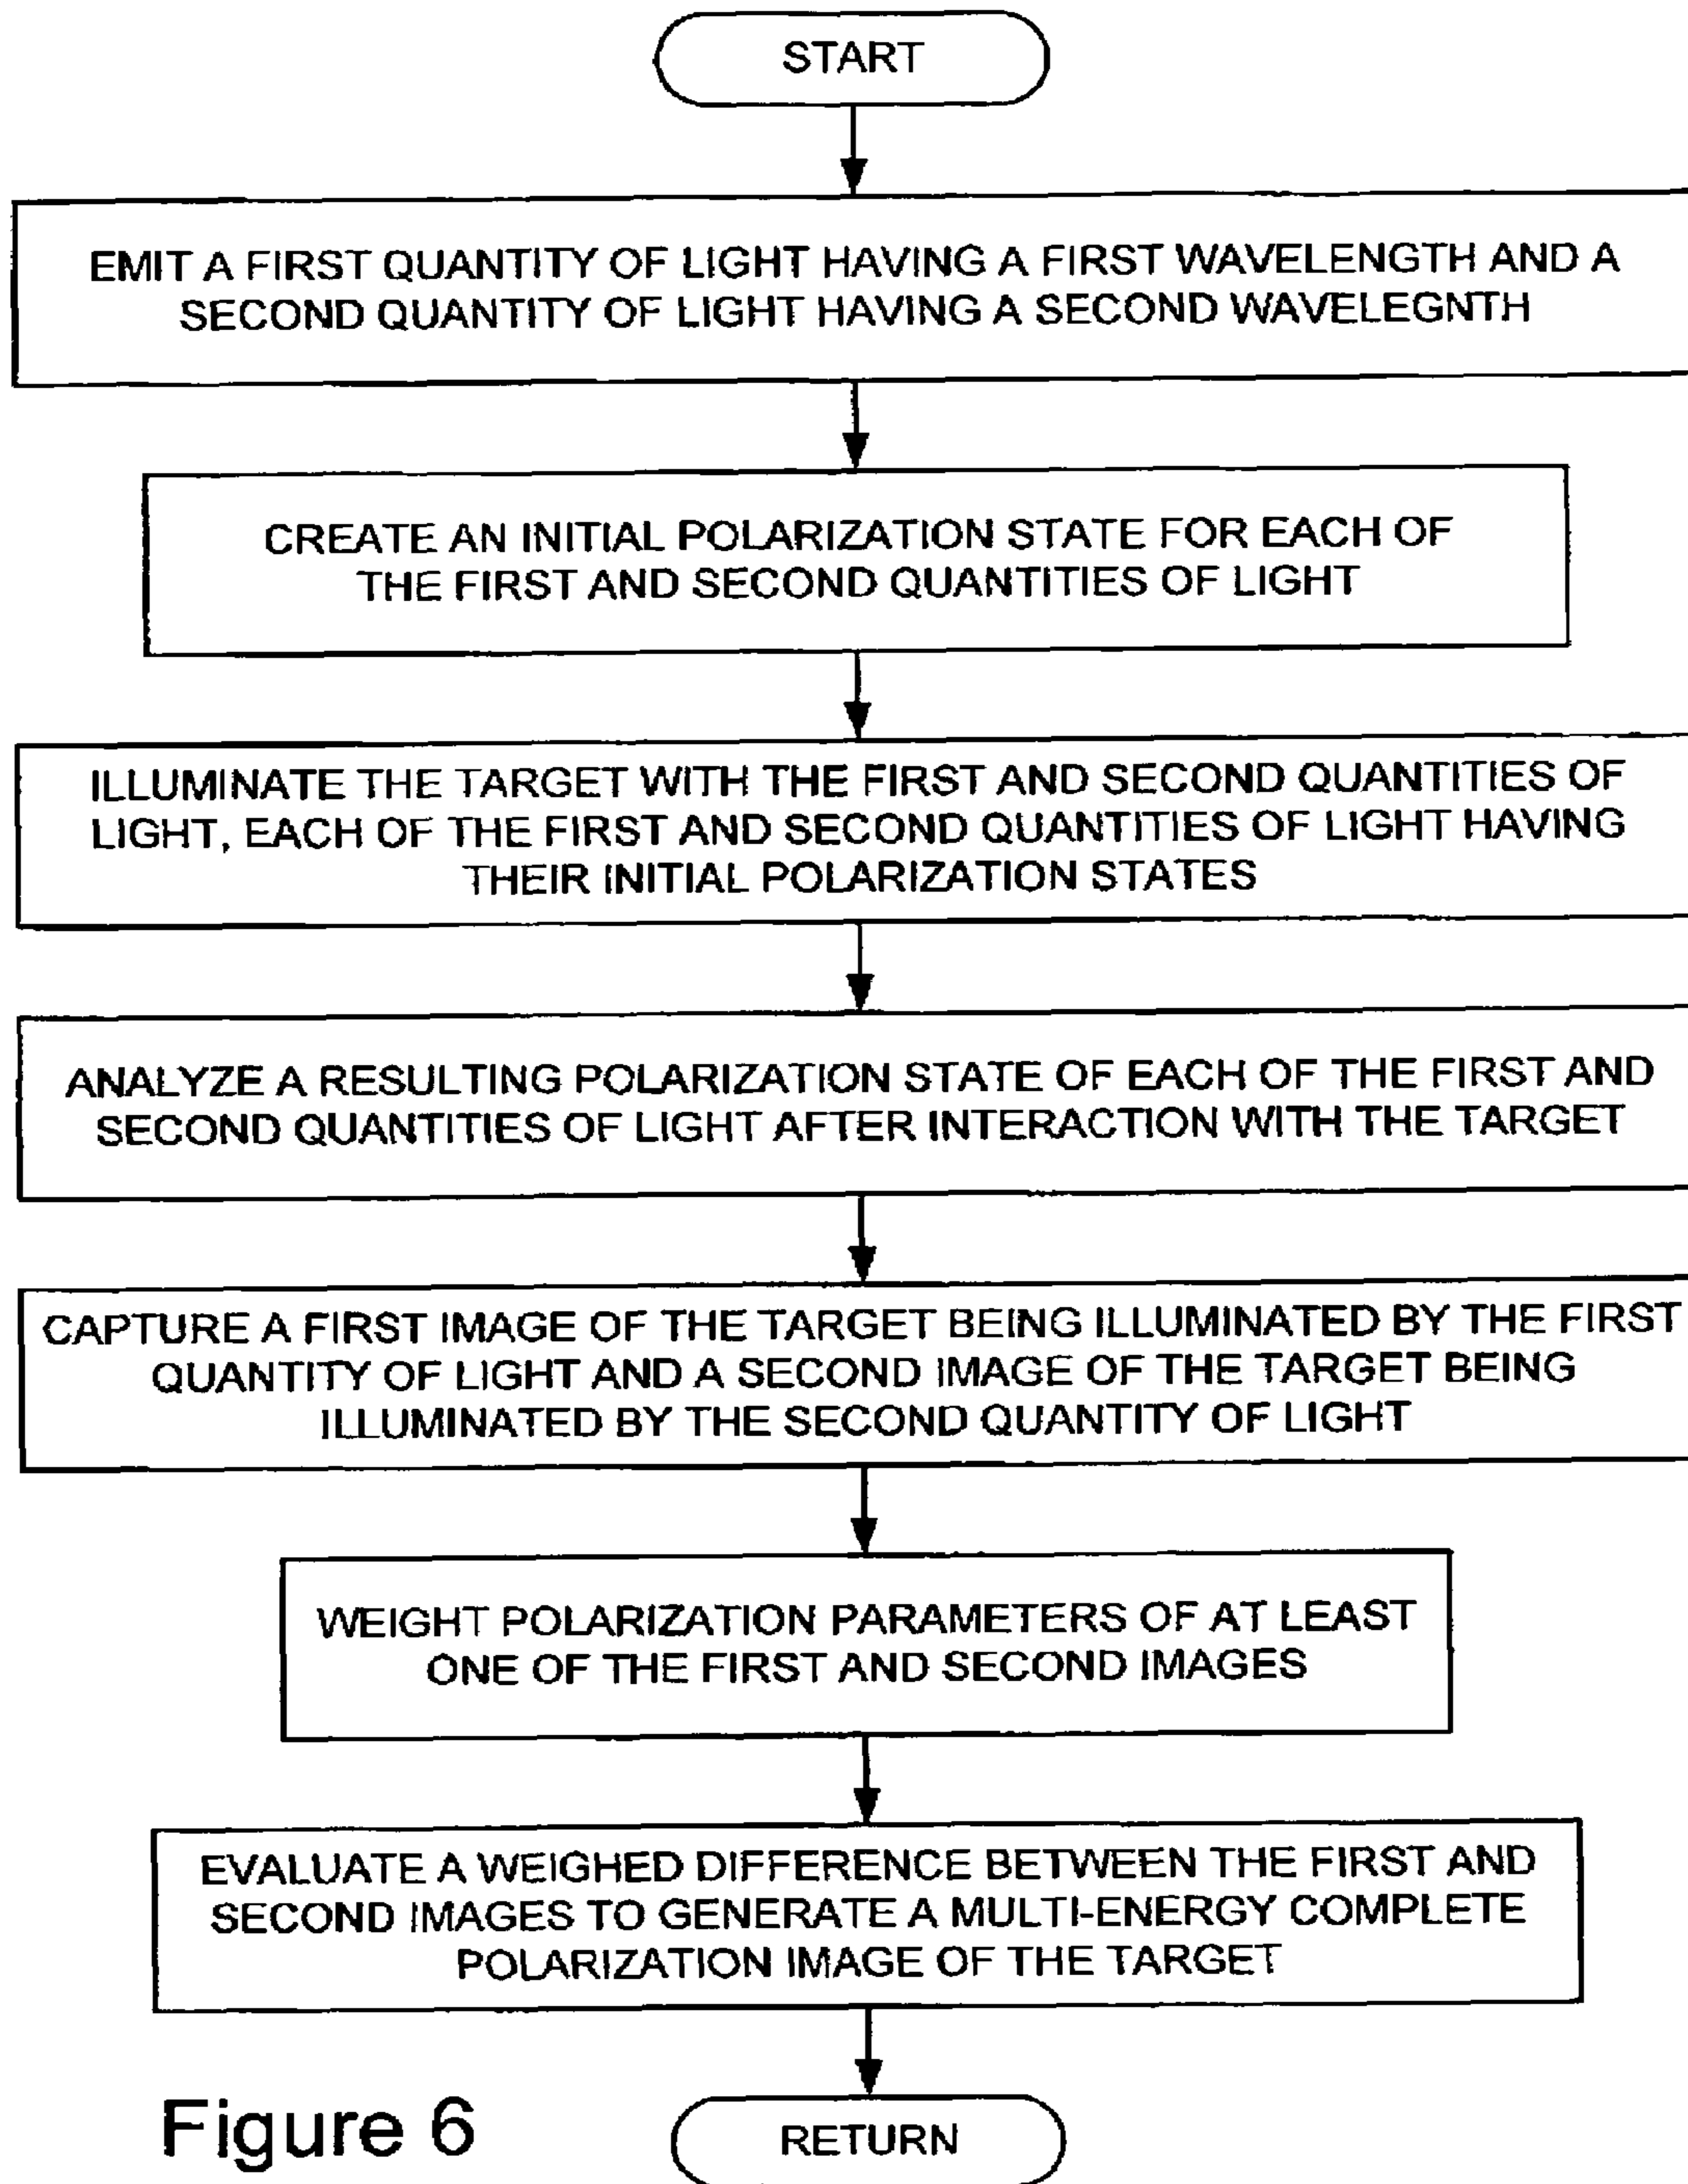 START
EMIT A FIRST QUANTITY OF LIGHT HAVING A FIRST WAVELENGTH AND A
SECOND QUANTITY OF LIGHT HAVING A SECOND WAVELEGNTH
CREATE AN INITIAL POLARIZATION STATE FOR EACH OF
THE FIRST AND SECOND QUANTITIES OF LIGHT
ILLUMINATE THE TARGET WITH THE FIRST AND SECOND QUANTITIES OF
LIGHT, EACH OF THE FIRST AND SECOND QUANTITIES OF LIGHT HAVING
THEIR INITIAL POLARIZATION STATES
ANALYZE A RESULTING POLARIZATION STATE OF EACH OF THE FIRST AND
SECOND QUANTITIES OF LIGHT AFTER INTERACTION WITH THE TARGET
CAPTURE A FIRST IMAGE OF THE TARGET BEING ILLUMINATED BY THE FIRST
QUANTITY OF LIGHT AND A SECOND IMAGE OF THE TARGET BEING
ILLUMINATED BY THE SECOND QUANTITY OF LIGHT
WEIGHT POLARIZATION PARAMETERS OF AT LEAST
ONE OF THE FIRST AND SECOND IMAGES
EVALUATE A WEIGHED DIFFERENCE BETWEEN THE FIRST AND
SECOND IMAGES TO GENERATE A MULTI-ENERGY COMPLETE
POLARIZATION IMAGE OF THE TARGET
Figure 6
RETURN